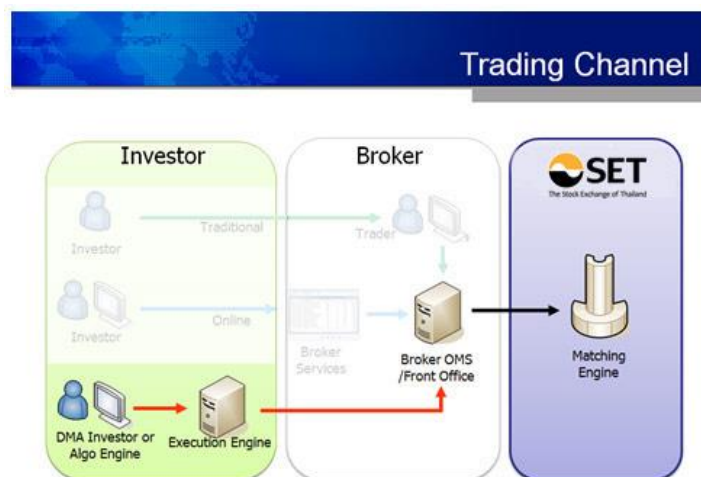 Trading Channel
Investor
Broker
SET
The Stock Exchange of Thailand
Traditional
Investor
Trader
Online
Investor
Broker
Services
Broker OMS
/Front Office
Matching
Engine
DMA Investor or
Algo Engine
Execution Engine